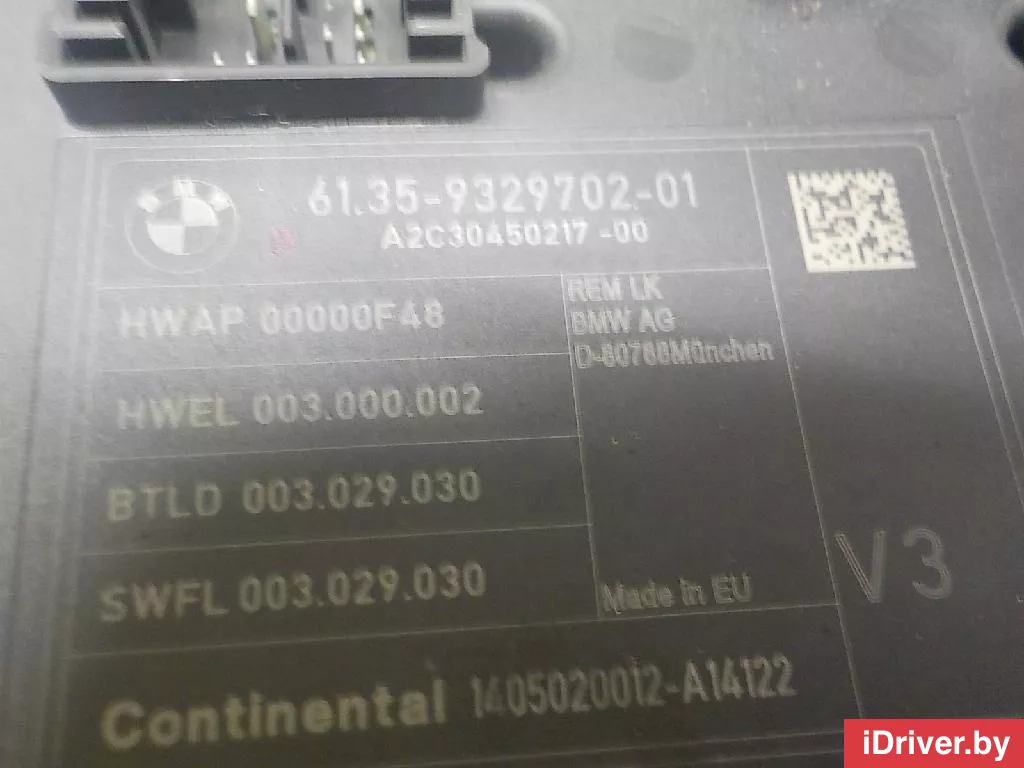 BMW
61.35-9329702-01
A2C30450217-00
HWAP 00000F48
REM LK
BMW AG
D-80788München
HWEL 003.000.002
BTLD 003.029.030
SWFL 003.029.030
Made in EU
V3
Continental 1405020012-A14122
iDriver.by